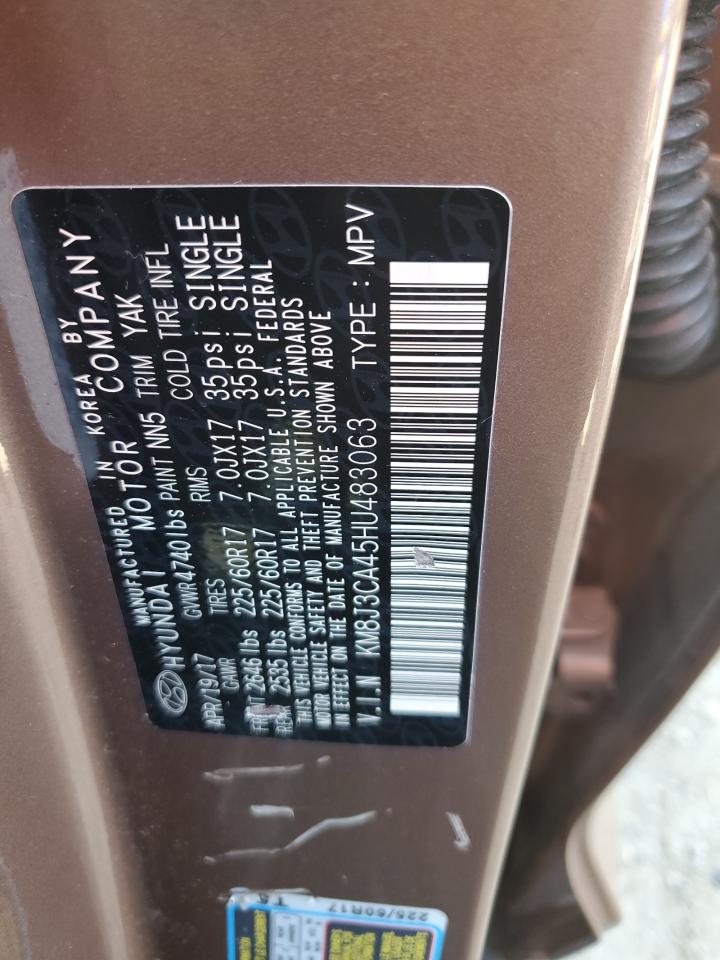 MANUFACTURED IN KOREA BY
HYUNDAI MOTOR COMPANY
GVWR 4740lbs PAINT NN5 TRIM YAK
APR/19/17 TIRES RIMS COLD TIRE INFL
GAWR
FRT 2646 lbs 225/60R17 7.0JX17 35psi SINGLE
REAR 2535 lbs 225/60R17 7.0JX17 35psi SINGLE
THIS VEHICLE CONFORMS TO ALL APPLICABLE U.S.A. FEDERAL
MOTOR VEHICLE SAFETY AND THEFT PREVENTION STANDARDS
IN EFFECT ON THE DATE OF MANUFACTURE SHOWN ABOVE
V.I.N KM8J3CA45HU483063 TYPE : MPV
225/60R17